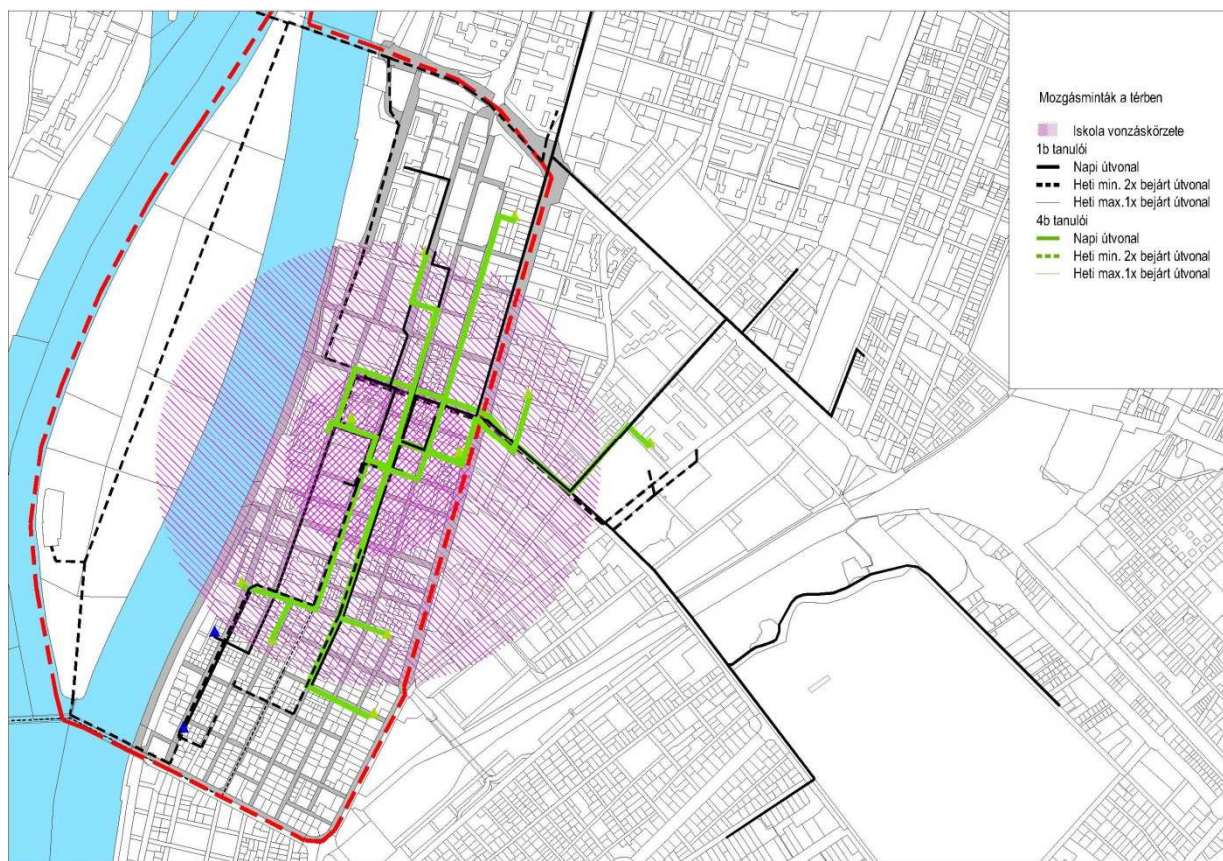 Mozgásminták a térben
Iskola vonzáskörzete
1b tanulói
Napi útvonal
Heti min. 2x bejárt útvonal
Heti max.1x bejárt útvonal
4b tanulói
Napi útvonal
Heti min. 2x bejárt útvonal
Heti max.1x bejárt útvonal